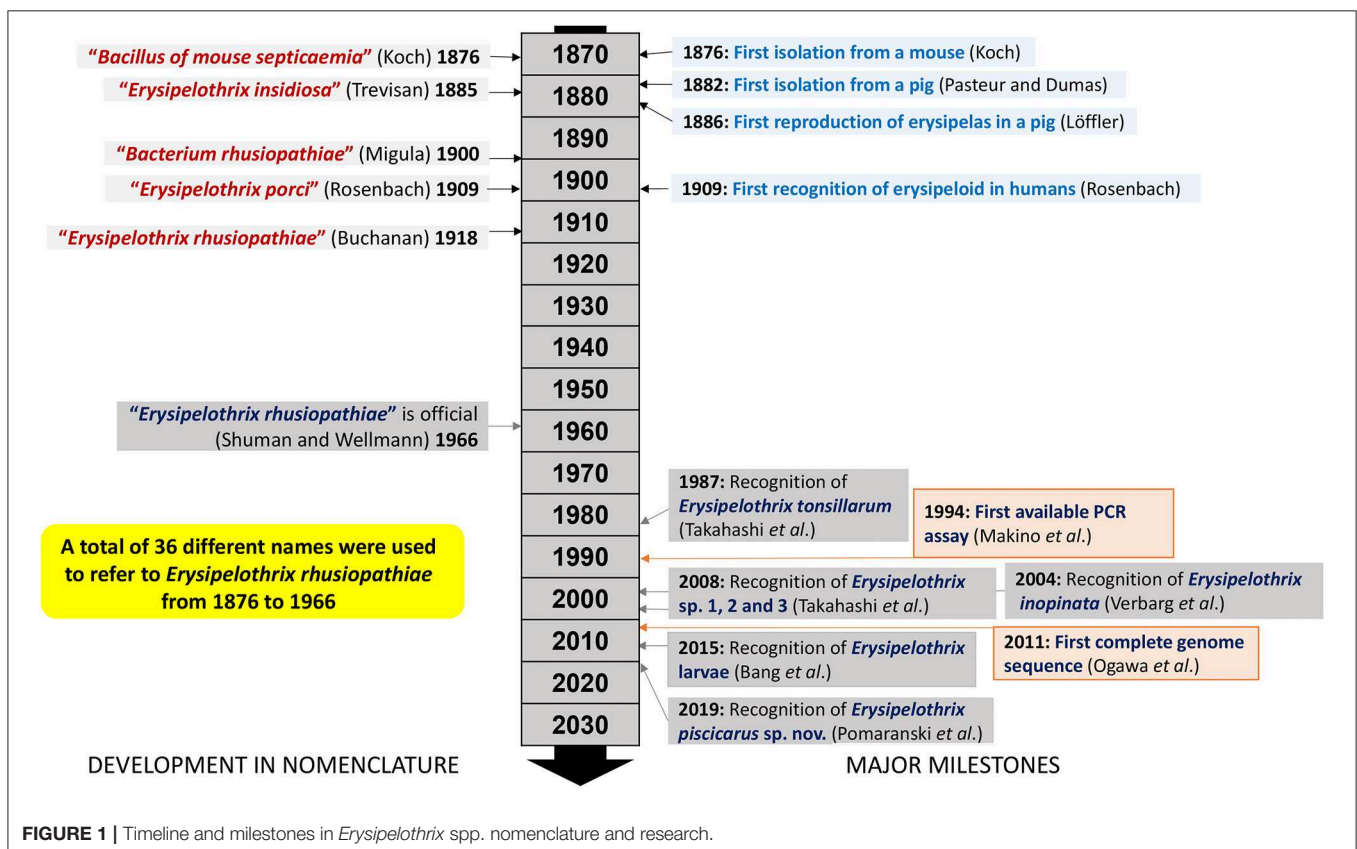 "Bacillus of mouse septicaemia" (Koch) 1876
"Erysipelothrix insidiosa" (Trevisan) 1885
"Bacterium rhusiopathiae" (Migula) 1900
"Erysipelothrix porci" (Rosenbach) 1909
"Erysipelothrix rhusiopathiae" (Buchanan) 1918
"Erysipelothrix rhusiopathiae" is official
(Shuman and Wellmann) 1966
A total of 36 different names were used
to refer to Erysipelothrix rhusiopathiae
from 1876 to 1966
DEVELOPMENT IN NOMENCLATURE
1870
1880
1890
1900
1910
1920
1930
1940
1950
1960
1970
1980
1990
2000
2010
2020
2030
1876: First isolation from a mouse (Koch)
1882: First isolation from a pig (Pasteur and Dumas)
1886: First reproduction of erysipelas in a pig (Löffler)
1909: First recognition of erysipeloid in humans (Rosenbach)
1987: Recognition of
Erysipelothrix tonsillarum
(Takahashi et al.)
1994: First available PCR
assay (Makino et al.)
2008: Recognition of Erysipelothrix
sp. 1, 2 and 3 (Takahashi et al.)
2004: Recognition of Erysipelothrix
inopinata (Verbarg et al.)
2011: First complete genome
sequence (Ogawa et al.)
2015: Recognition of Erysipelothrix
larvae (Bang et al.)
2019: Recognition of Erysipelothrix
piscicarus sp. nov. (Pomaranski et al.)
MAJOR MILESTONES
FIGURE 1 | Timeline and milestones in Erysipelothrix spp. nomenclature and research.